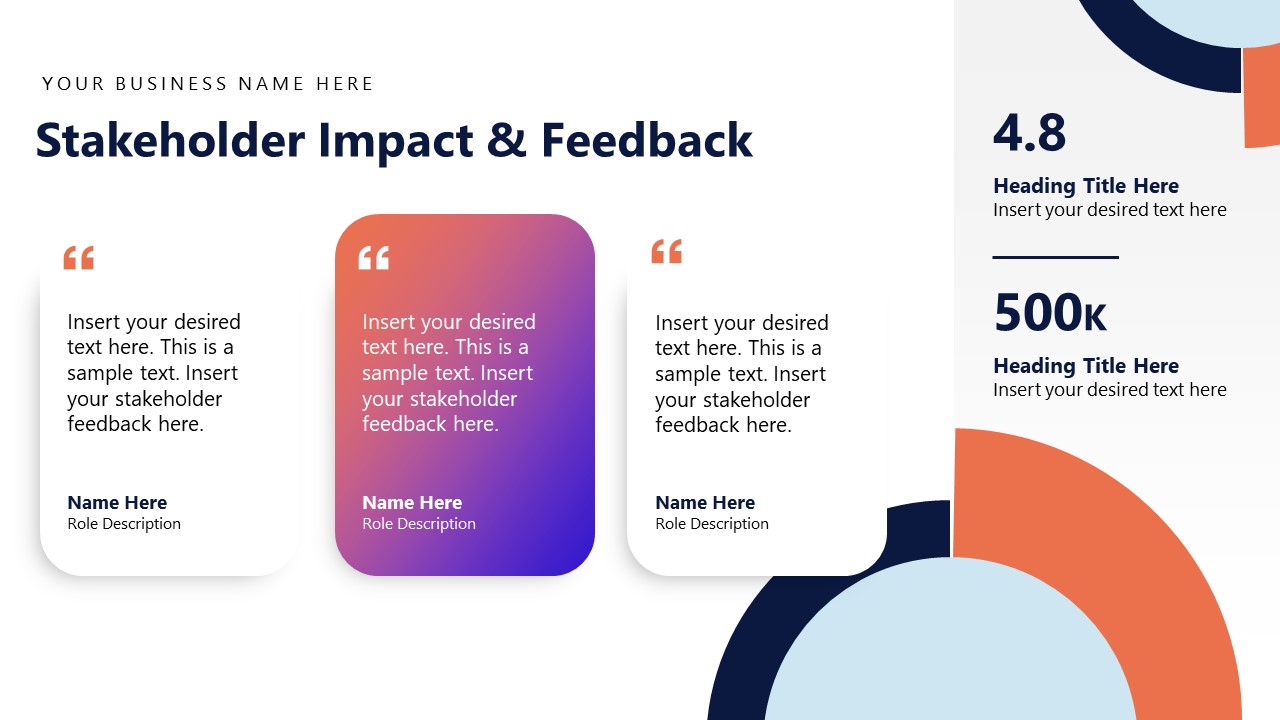 YOUR BUSINESS NAME HERE
Stakeholder Impact & Feedback
“
Insert your desired
text here. This is a
sample text. Insert
your stakeholder
feedback here.
Name Here
Role Description
“
Insert your desired
text here. This is a
sample text. Insert
your stakeholder
feedback here.
Name Here
Role Description
“
Insert your desired
text here. This is a
sample text. Insert
your stakeholder
feedback here.
Name Here
Role Description
4.8
Heading Title Here
Insert your desired text here
500K
Heading Title Here
Insert your desired text here